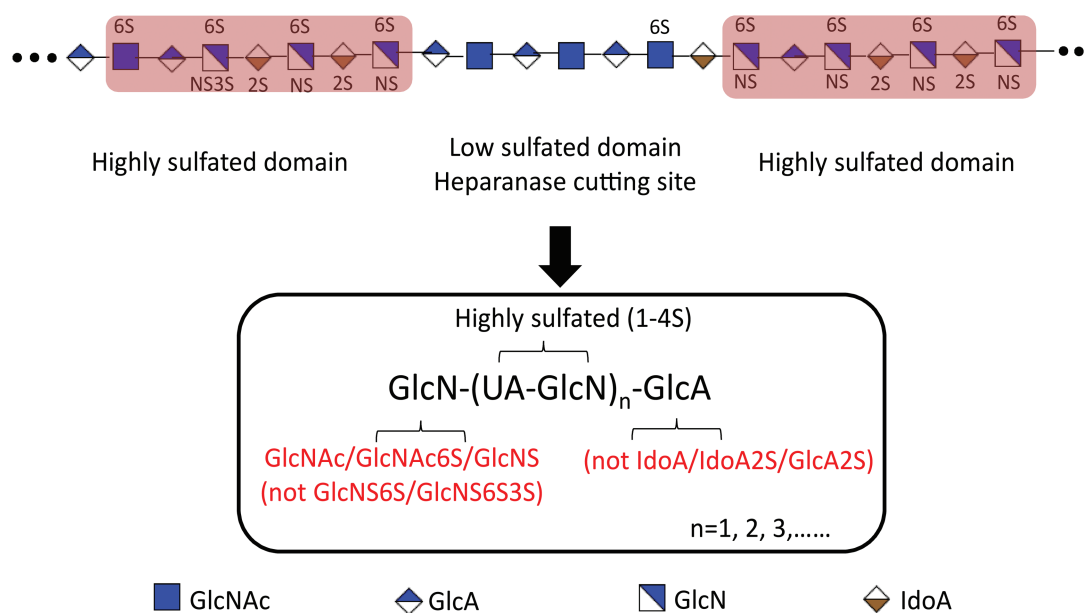 6S 6S 6S 6S 6S 6S 6S 6S 6S
NS3S 2S NS 2S NS NS NS 2S NS 2S NS
Highly sulfated domain
Low sulfated domain
Heparanase cutting site
Highly sulfated domain
Highly sulfated (1-4S)
GlcN-(UA-GlcN)n-GlcA
GlcNAc/GlcNAc6S/GlcNS
(not GlcNS6S/GlcNS6S3S)
(not IdoA/IdoA2S/GlcA2S)
n=1, 2, 3,......
GlcNAc GlcA GlcN IdoA